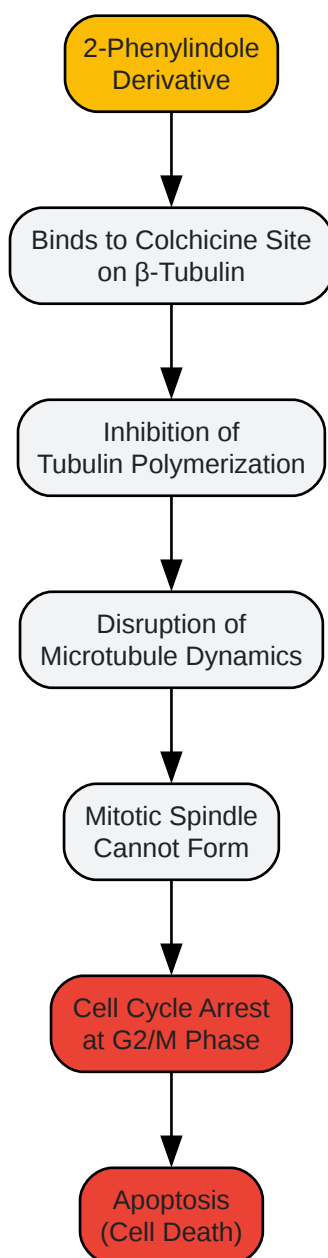 2-Phenylindole
Derivative
Binds to Colchicine Site
on β-Tubulin
Inhibition of
Tubulin Polymerization
Disruption of
Microtubule Dynamics
Mitotic Spindle
Cannot Form
Cell Cycle Arrest
at G2/M Phase
Apoptosis
(Cell Death)